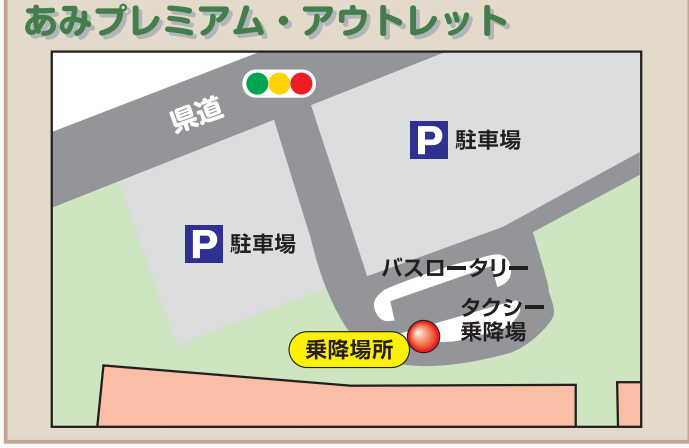 あみプレミアム・アウトレット
県道
P 駐車場
P 駐車場
バスロータリー
タクシー
乗降場
乗降場所